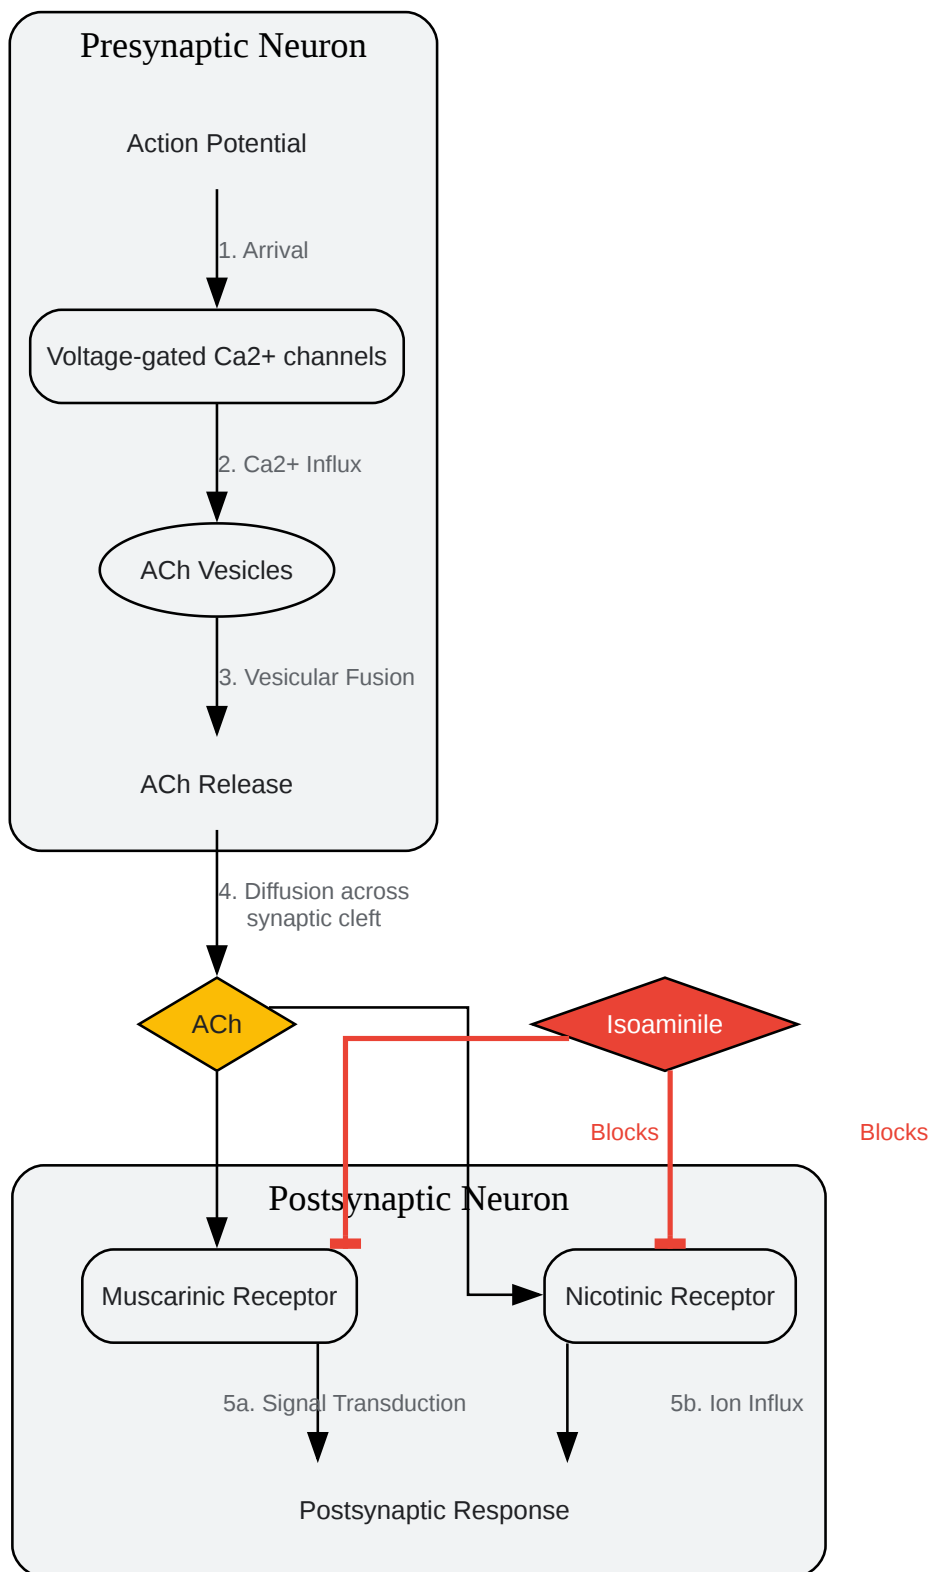 Presynaptic Neuron
Action Potential
1. Arrival
Voltage-gated Ca2+ channels
2. Ca2+ Influx
ACh Vesicles
3. Vesicular Fusion
ACh Release
4. Diffusion across
synaptic cleft
ACh
Isoaminile
Blocks
Blocks
Postsynaptic Neuron
Muscarinic Receptor
Nicotinic Receptor
5a. Signal Transduction
5b. Ion Influx
Postsynaptic Response